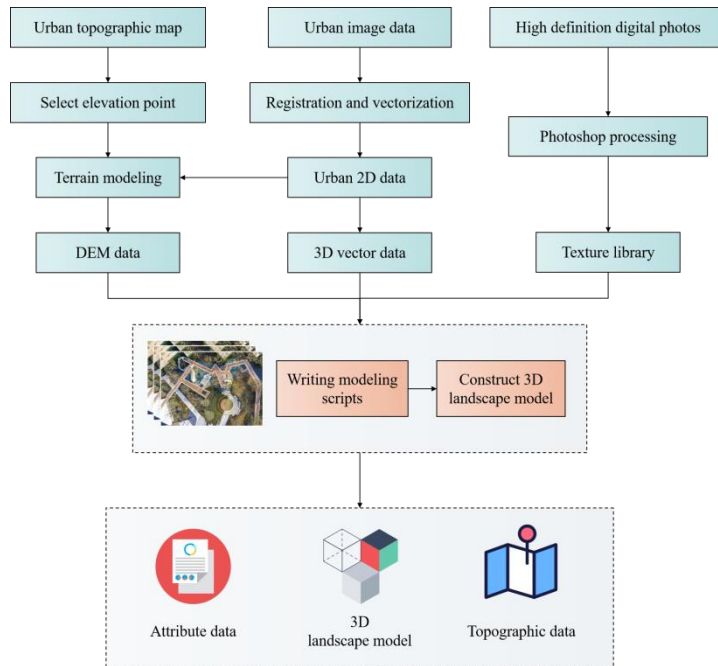 Urban topographic map
Urban image data
High definition digital photos
Select elevation point
Registration and vectorization
Photoshop processing
Terrain modeling
Urban 2D data
DEM data
3D vector data
Texture library
Writing modeling
scripts
Construct 3D
landscape model
Attribute data
3D
landscape model
Topographic data